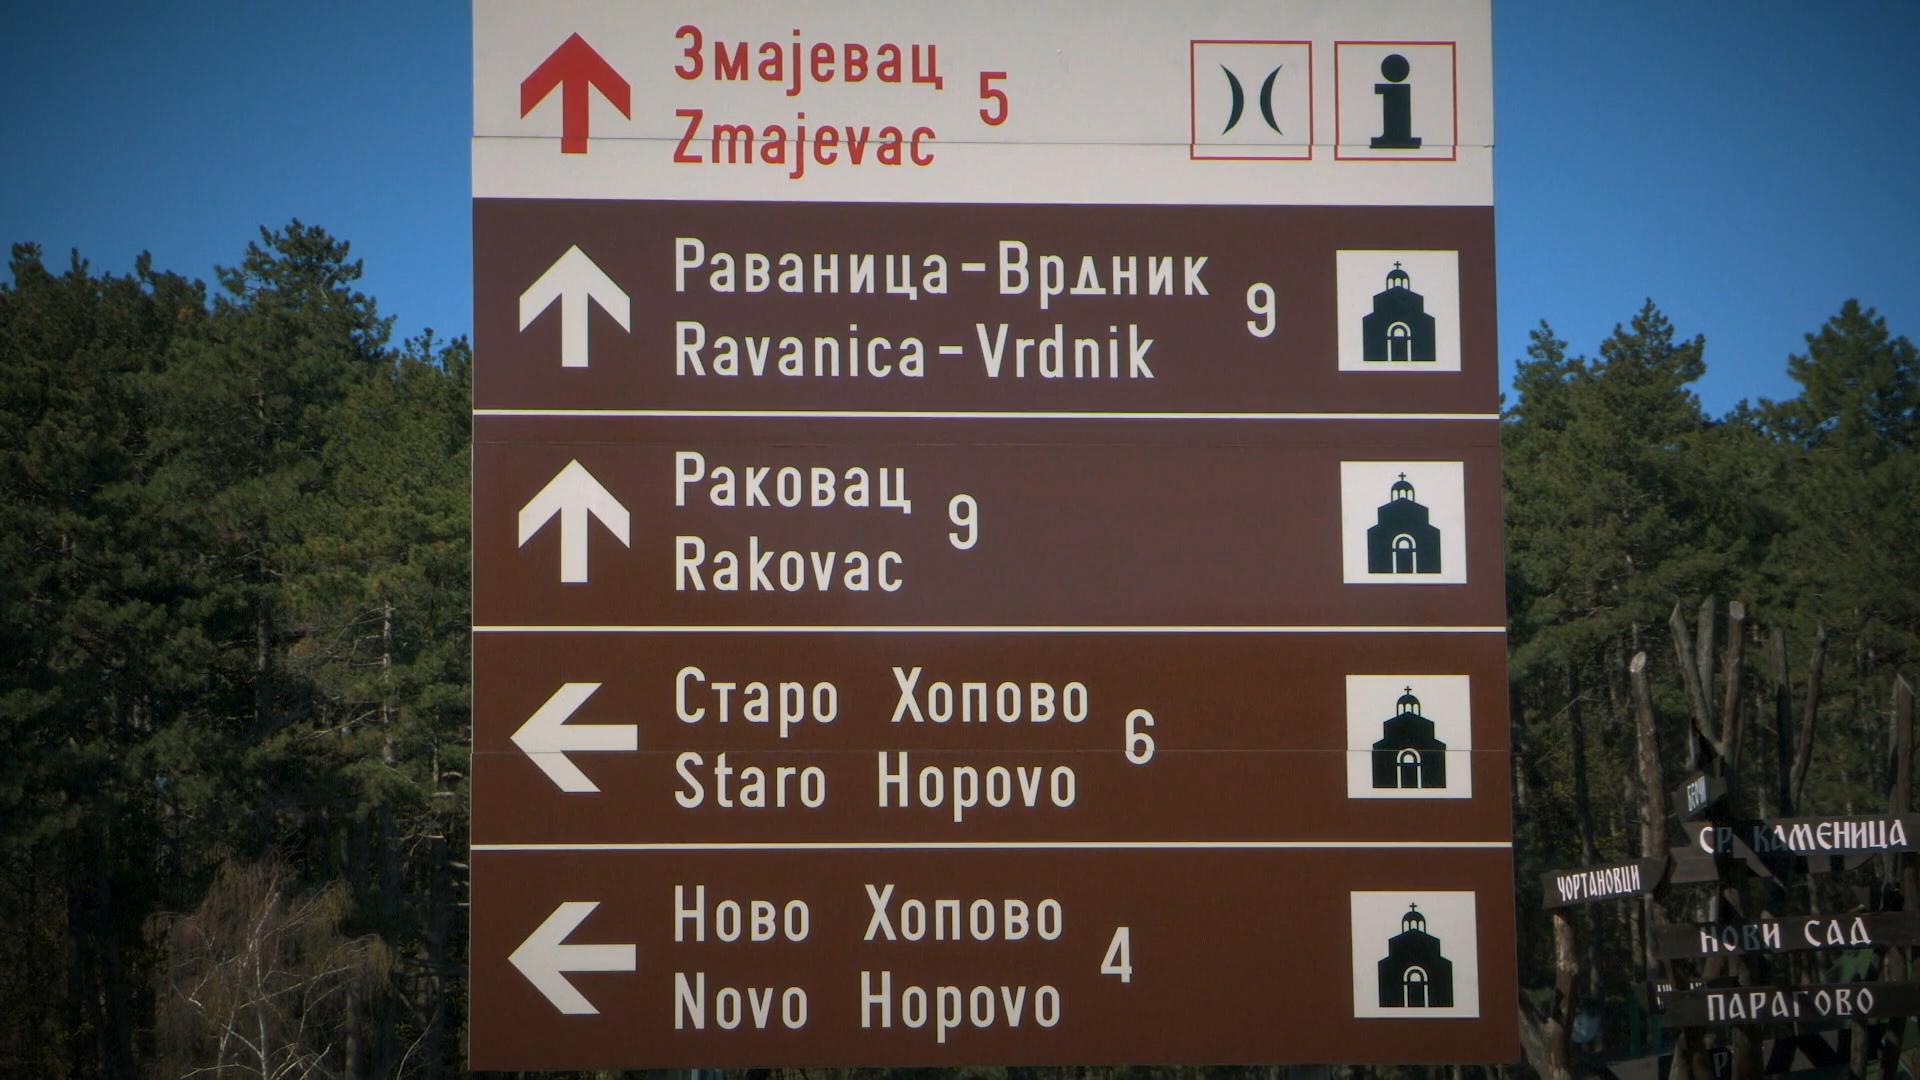 Змајевац 5
Zmajevac
Раваница-Врдник 9
Ravanica-Vrdnik
Раковац 9
Rakovac
Старо Хопово 6
Staro Hopovo
Ново Хопово 4
Novo Hopovo
СР. КАМЕНИЦА
ЧОРТАНОВЦИ
НОВИ САД
ПАРАГОВО